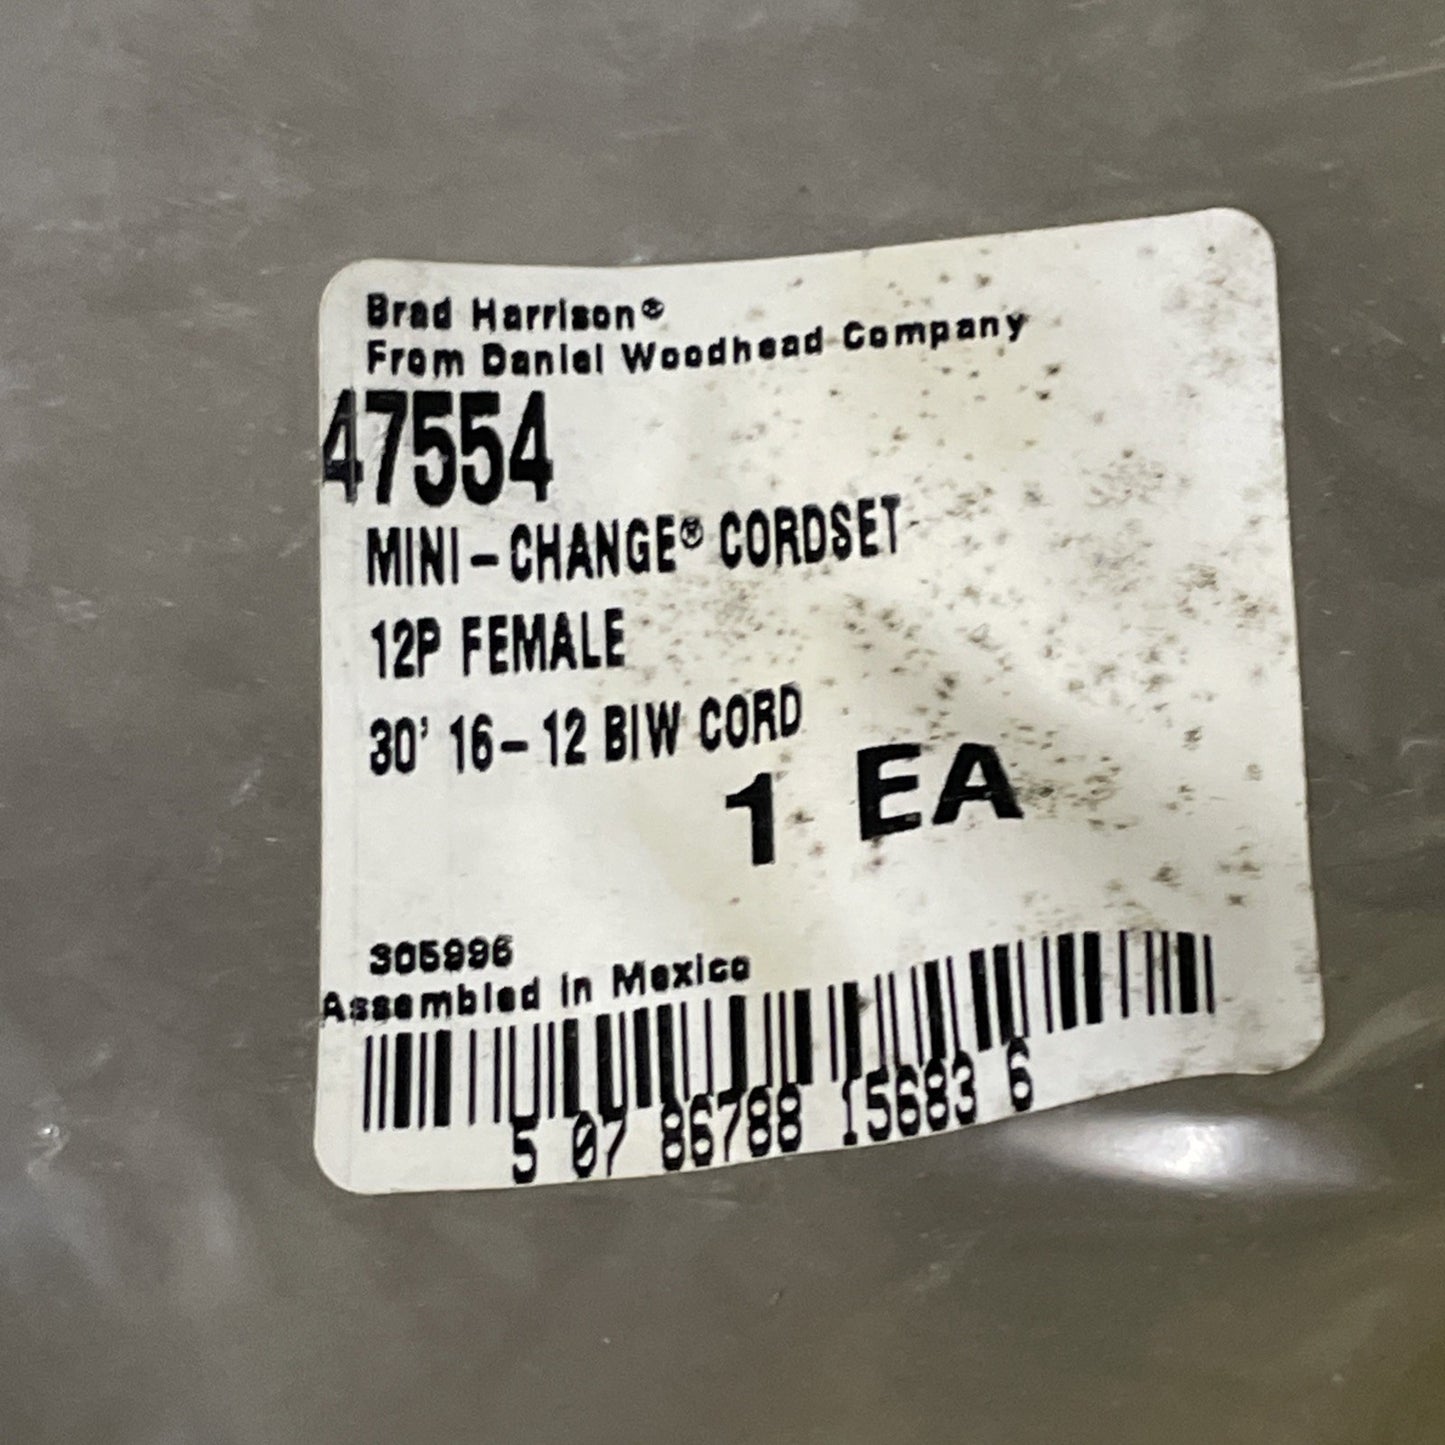 Brad Harrison®
From Daniel Woodhead Company
47554
MINI-CHANGE® CORDSET
12P FEMALE
30' 16-12 BIW CORD
1 EA
305996
Assembled in Mexico
5 07 86788 15683 6